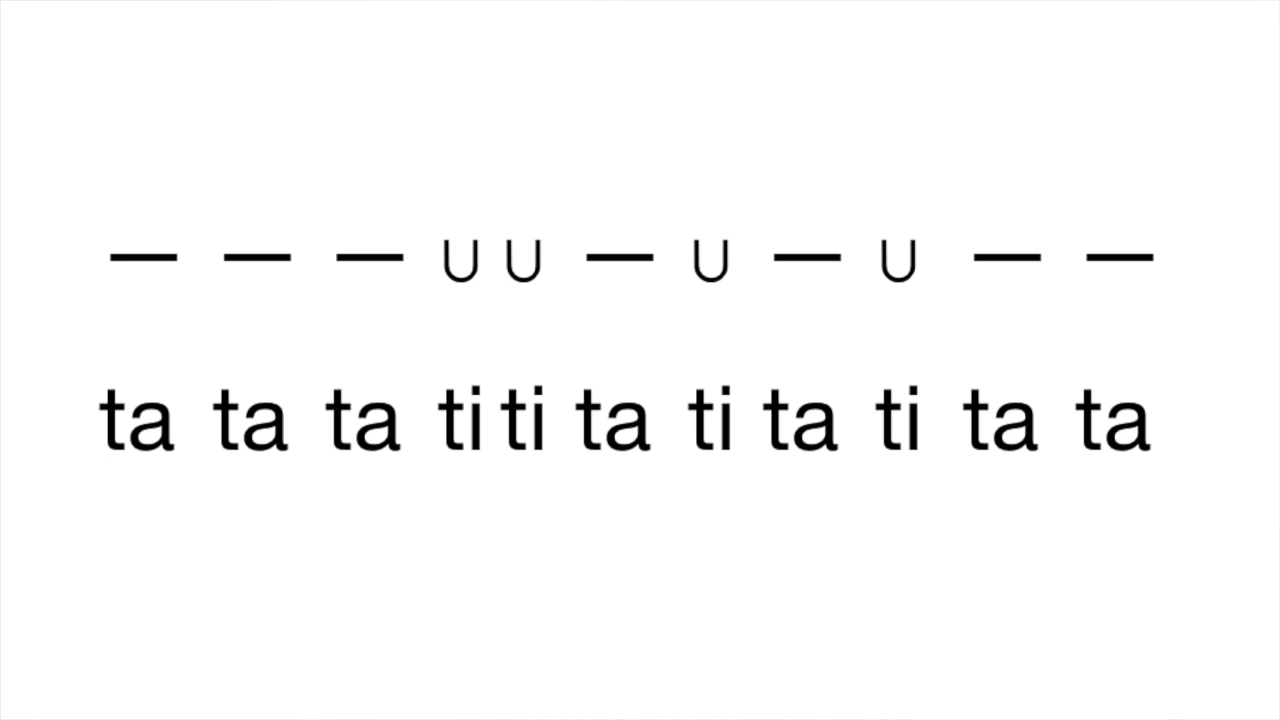 — — — ∪ ∪ — ∪ — ∪ — —
ta ta ta ti ti ta ti ta ti ta ta